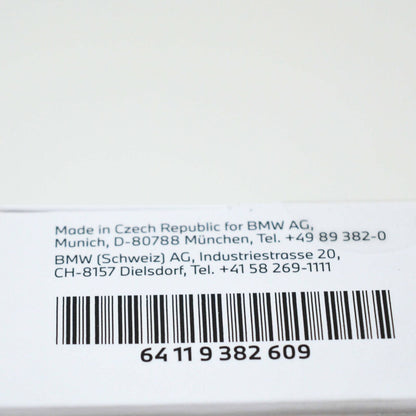 Made in Czech Republic for BMW AG,
Munich, D-80788 München, Tel. +49 89 382-0
BMW (Schweiz) AG, Industriestrasse 20,
CH-8157 Dielsdorf, Tel. +41 58 269-1111
64 11 9 382 609